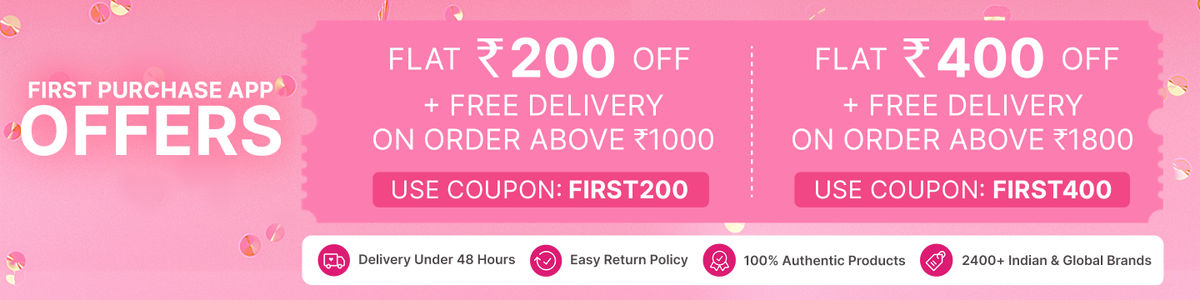 FIRST PURCHASE APP
OFFERS
FLAT ₹200 OFF
+ FREE DELIVERY
ON ORDER ABOVE ₹1000
USE COUPON: FIRST200
FLAT ₹400 OFF
+ FREE DELIVERY
ON ORDER ABOVE ₹1800
USE COUPON: FIRST400
Delivery Under 48 Hours
Easy Return Policy
100% Authentic Products
2400+ Indian & Global Brands